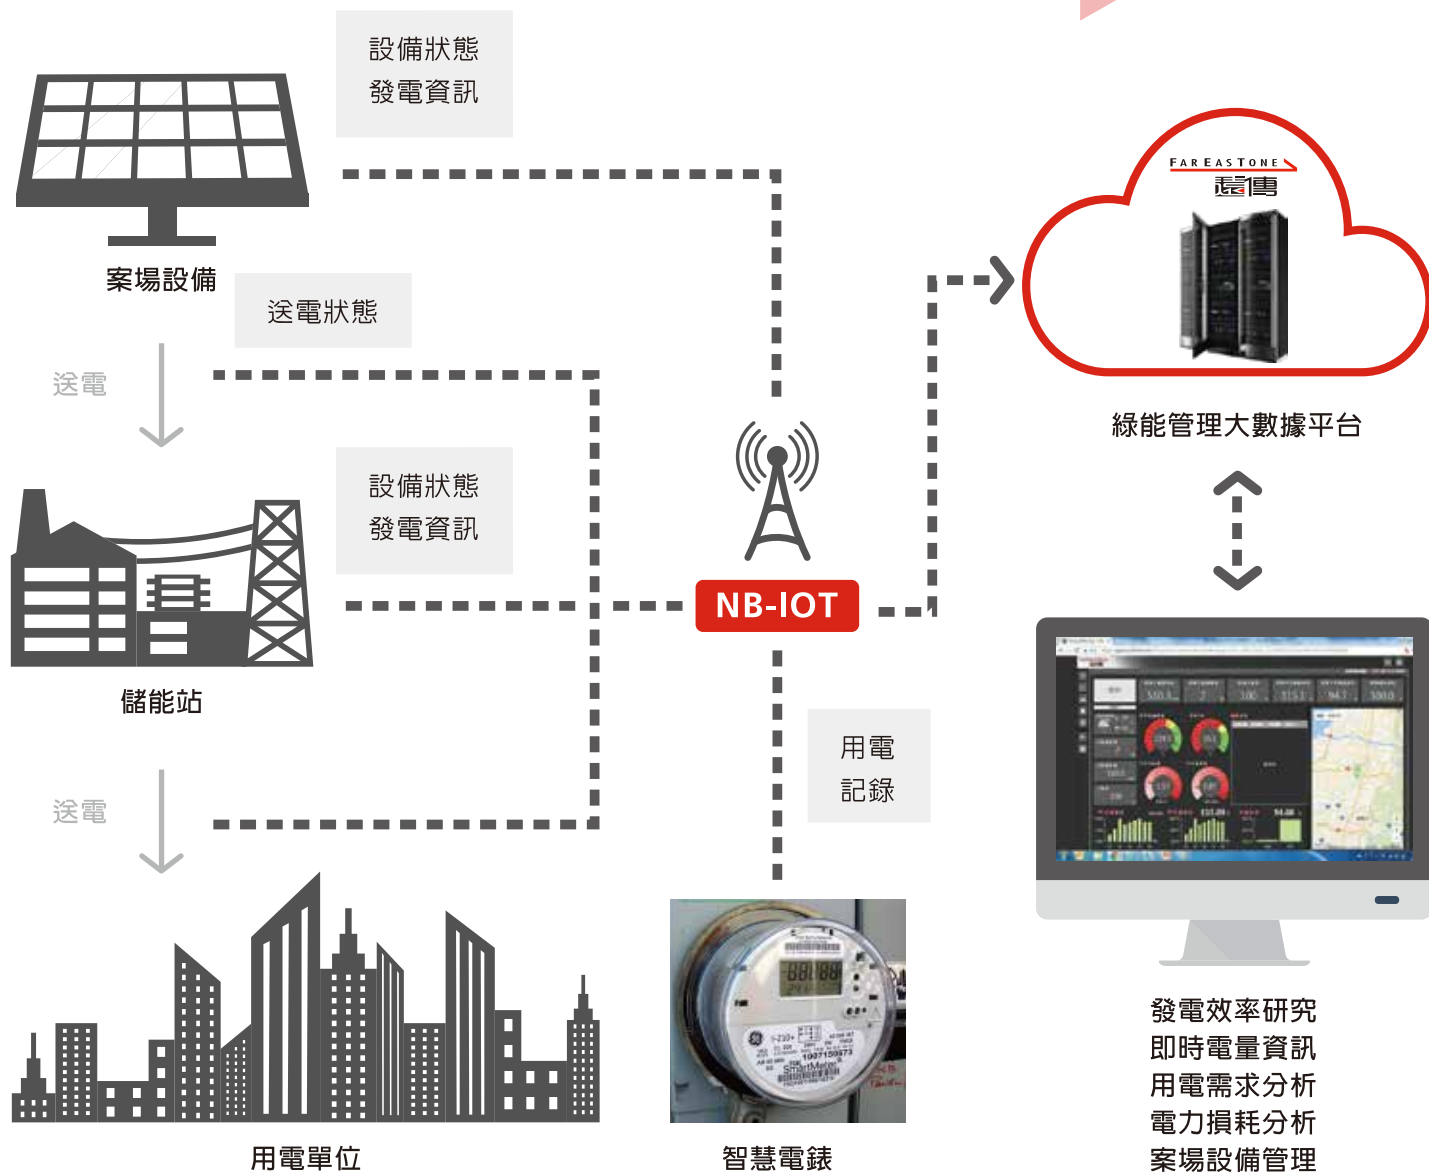 設備狀態
發電資訊
FAREASTONE
遠傳
案場設備
送電狀態
送電
綠能管理大數據平台
設備狀態
發電資訊
NB-IOT
儲能站
用電
記錄
送電
I-210+
1007150873
SmartMeter
發電效率研究
即時電量資訊
用電需求分析
電力損耗分析
案場設備管理
用電單位
智慧電錶